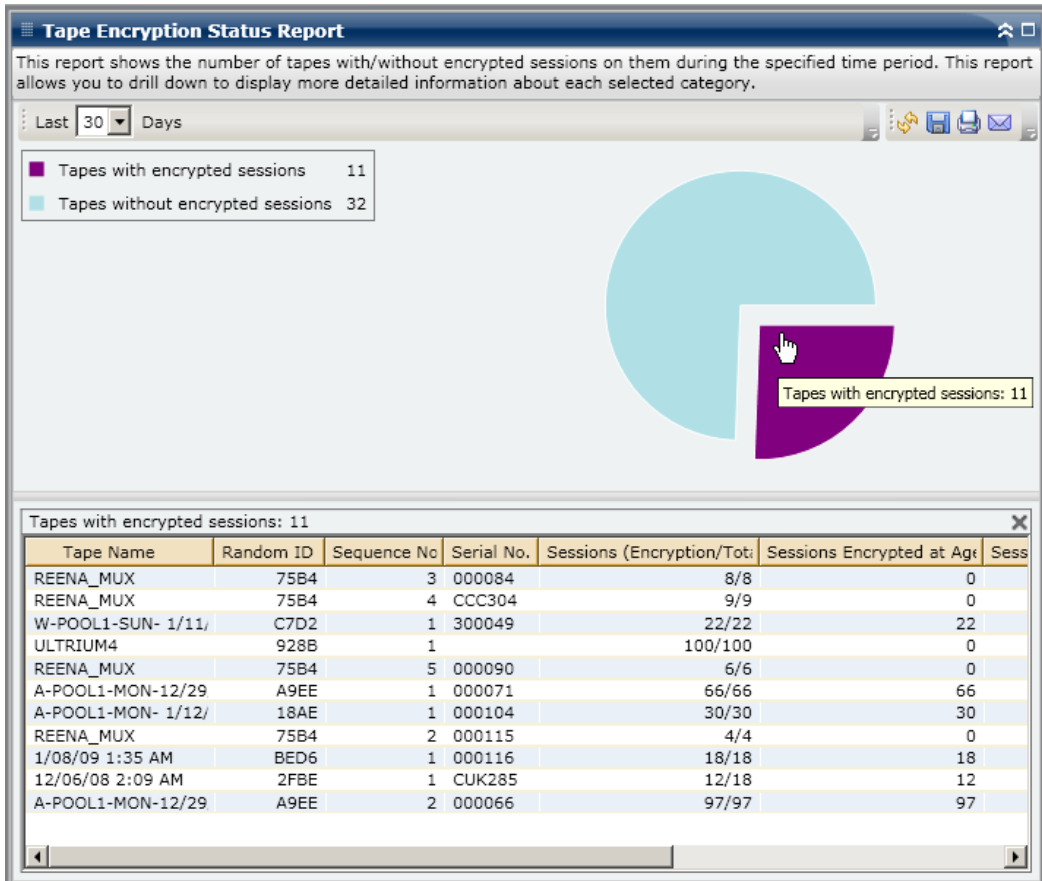 Tape Encryption Status Report
This report shows the number of tapes with/without encrypted sessions on them during the specified time period. This report
allows you to drill down to display more detailed information about each selected category.
Last 30 Days
Tapes with encrypted sessions 11
Tapes without encrypted sessions 32
Tapes with encrypted sessions: 11
Tapes with encrypted sessions: 11
Tape Name Random ID Sequence No Serial No. Sessions (Encryption/Tota Sessions Encrypted at Age Sess
REENA_MUX 75B4 3 000084 8/8 0
REENA_MUX 75B4 4 CCC304 9/9 0
W-POOL1-SUN- 1/11/ C7D2 1 300049 22/22 22
ULTRIUM4 928B 1 100/100 0
REENA_MUX 75B4 5 000090 6/6 0
A-POOL1-MON-12/29 A9EE 1 000071 66/66 66
A-POOL1-MON- 1/12/ 18AE 1 000104 30/30 30
REENA_MUX 75B4 2 000115 4/4 0
1/08/09 1:35 AM BED6 1 000116 18/18 18
12/06/08 2:09 AM 2FBE 1 CUK285 12/18 12
A-POOL1-MON-12/29 A9EE 2 000066 97/97 97